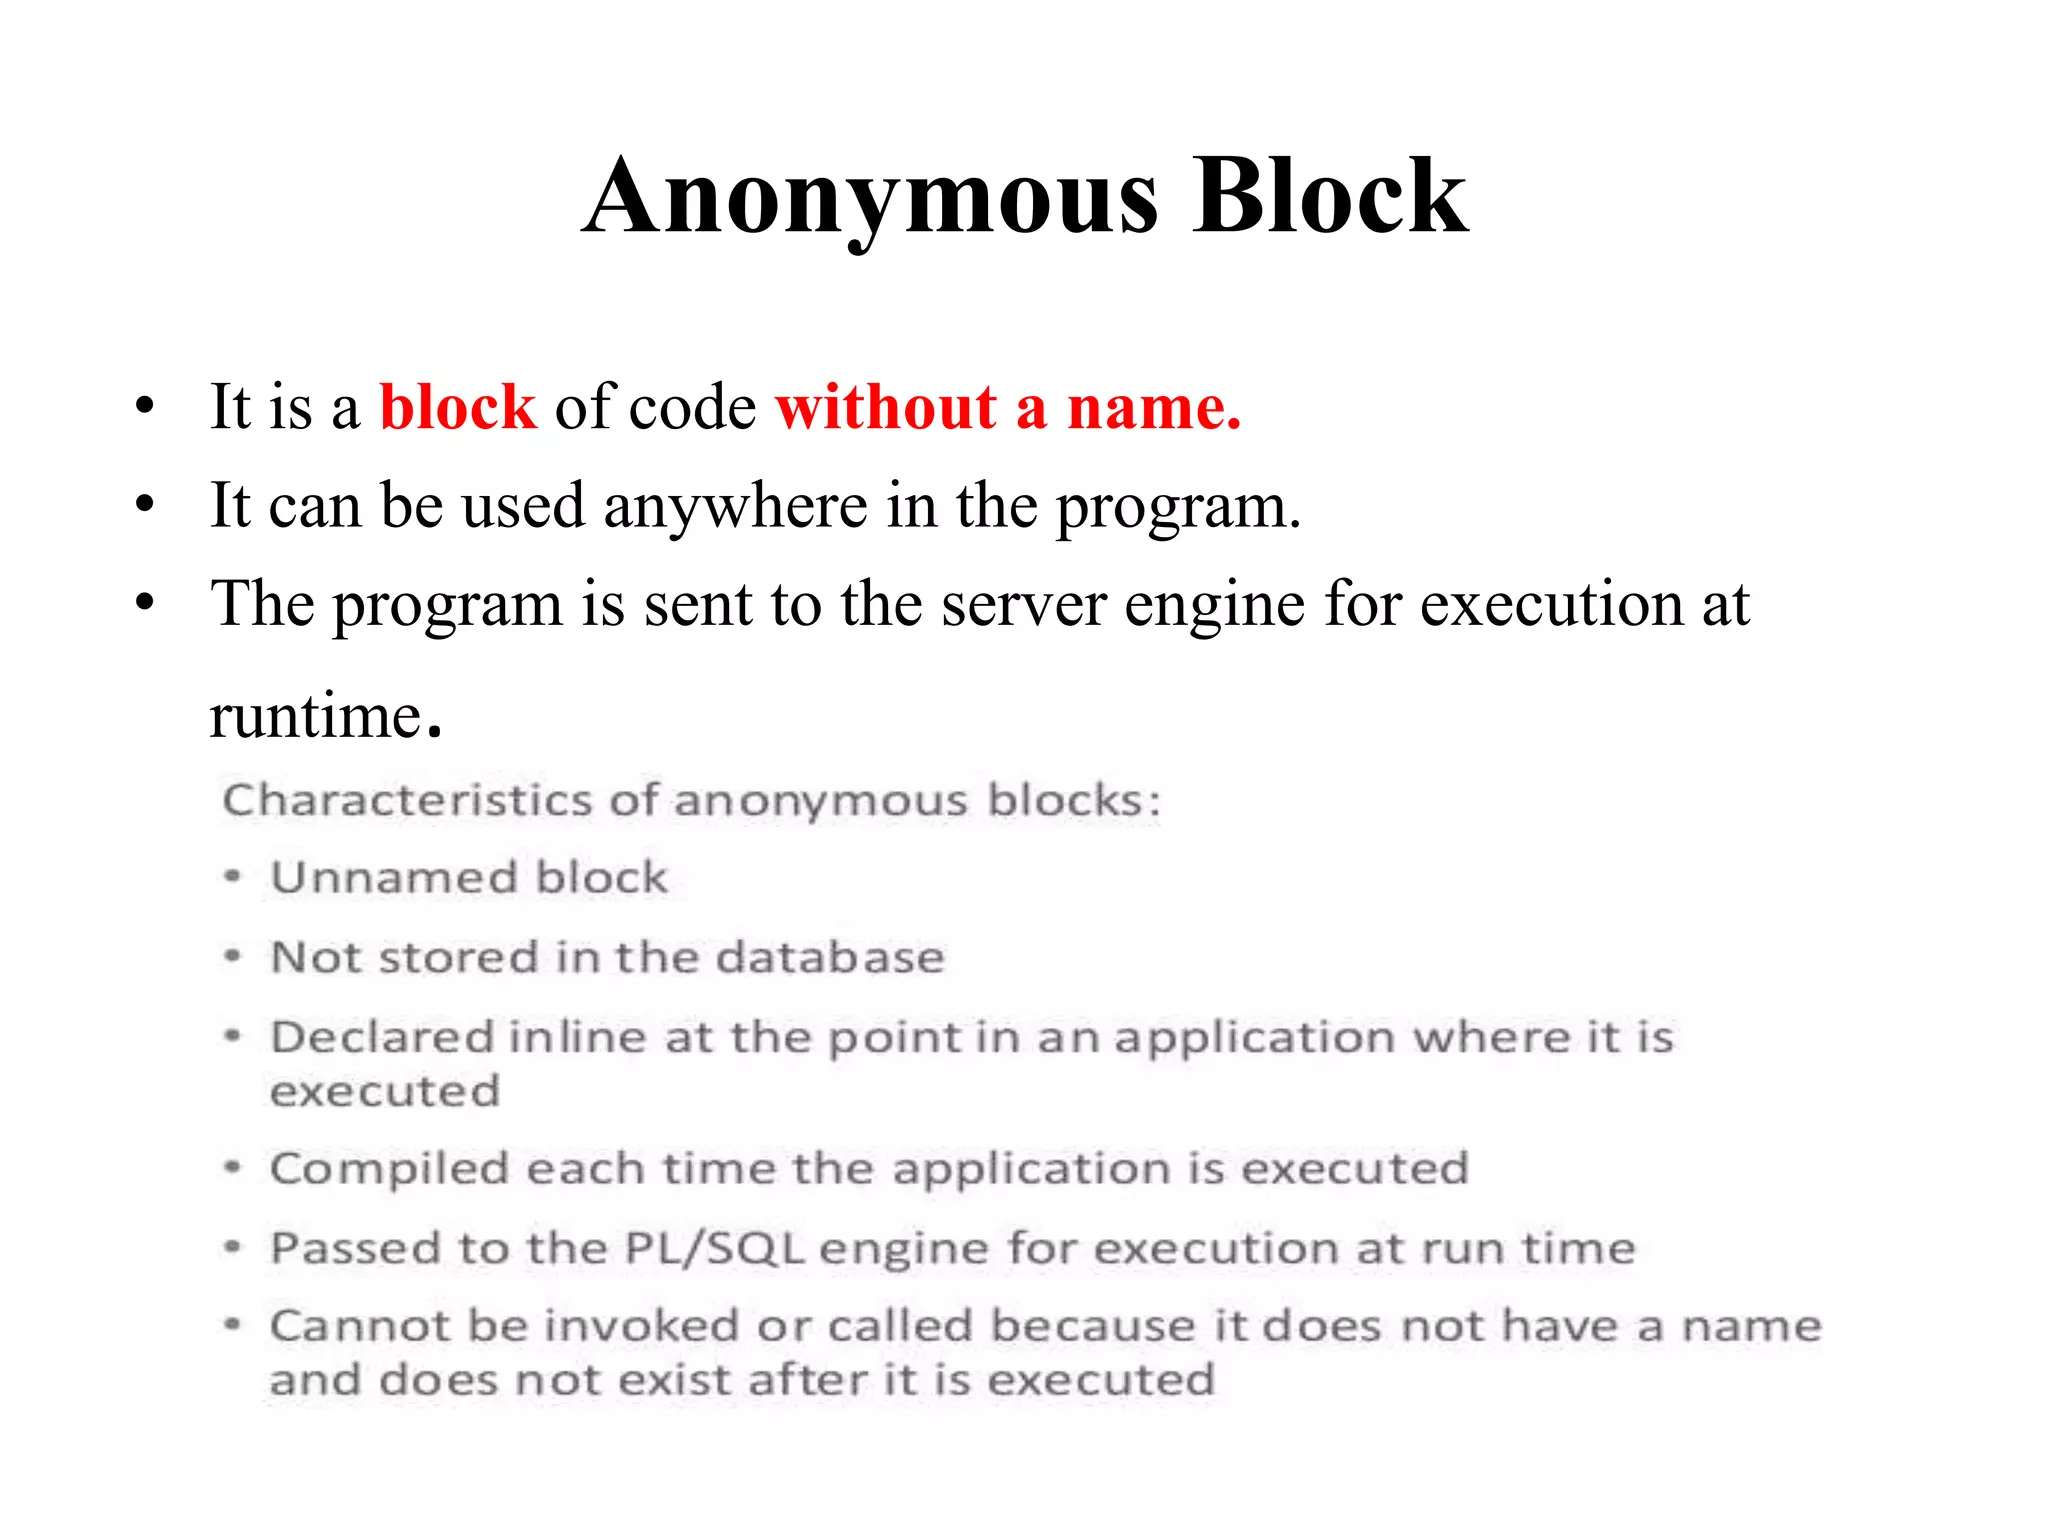 Anonymous Block
• It is a block of code without a name.
• It can be used anywhere in the program.
• The program is sent to the server engine for execution at
runtime.
Characteristics of anonymous blocks:
• Unnamed block
• Not stored in the database
• Declared inline at the point in an application where it is
executed
• Compiled each time the application is executed
• Passed to the PL/SQL engine for execution at run time
• Cannot be invoked or called because it does not have a name
and does not exist after it is executed